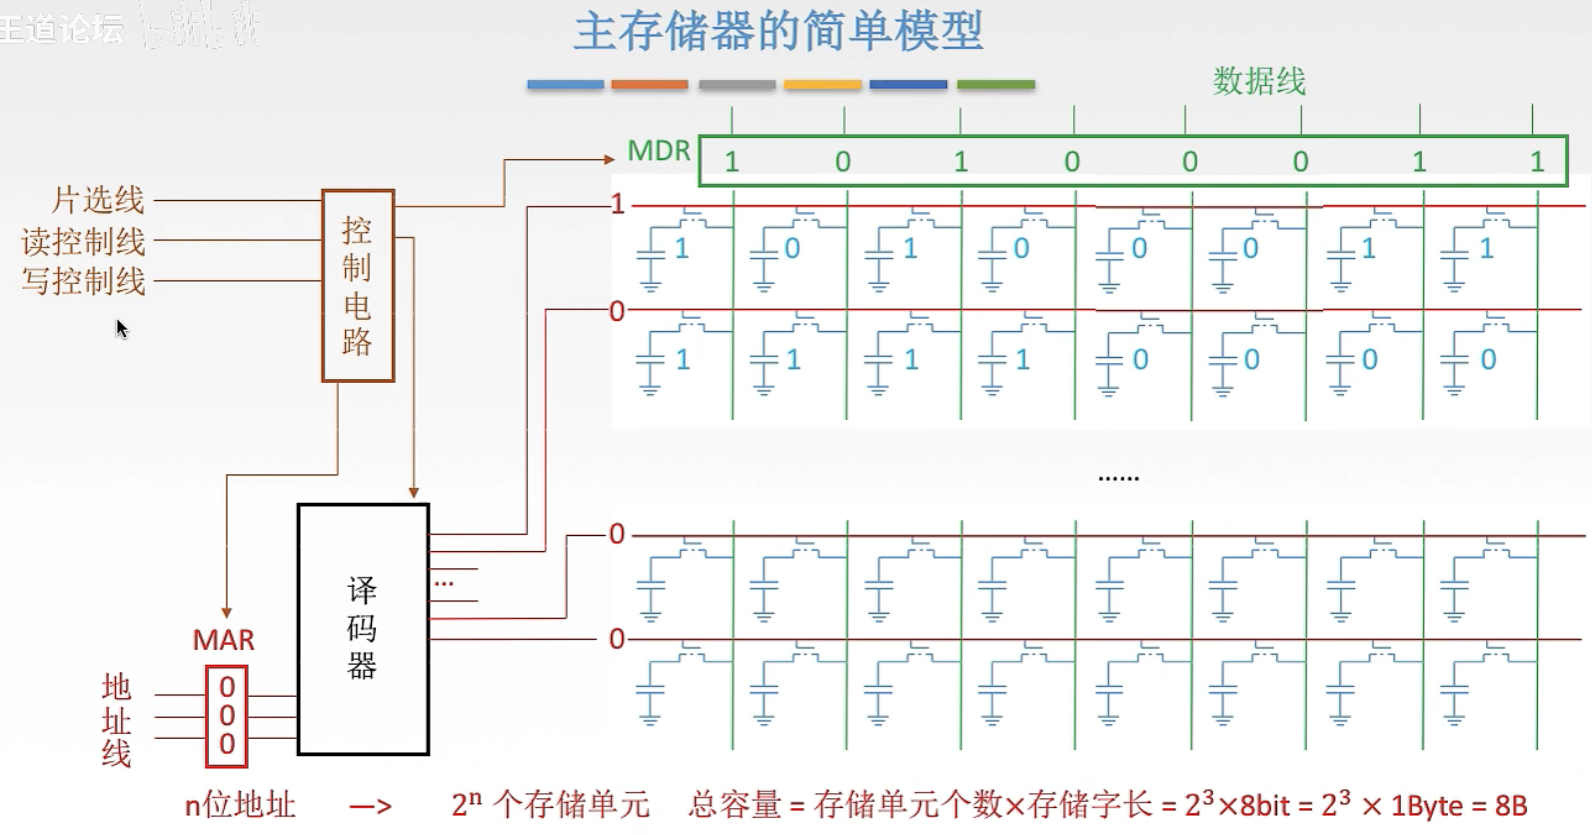 王道论坛 bilibili
主存储器的简单模型
数据线
MDR 1 0 1 0 0 0 1 1
片选线
读控制线
写控制线
控制电路
1
1 0 1 0 0 0 1 1
0
1 1 1 1 0 0 0 0
......
0
0
...
译码器
MAR
地址线
0
0
0
n位地址 —> 2ⁿ 个存储单元 总容量 = 存储单元个数×存储字长 = 2³×8bit = 2³ × 1Byte = 8B